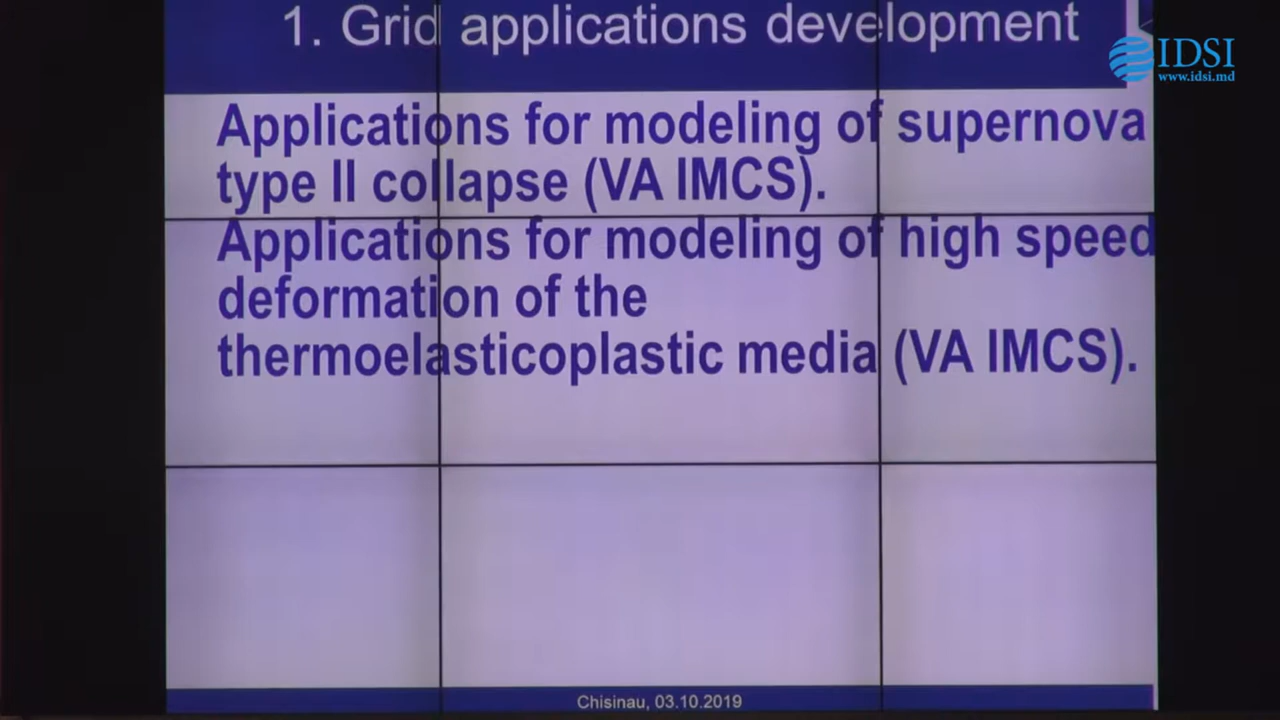 1. Grid applications development
IDSI
www.idsi.md
Applications for modeling of supernova
type II collapse (VA IMCS).
Applications for modeling of high speed
deformation of the
thermoelasticoplastic media (VA IMCS).
Chisinau, 03.10.2019